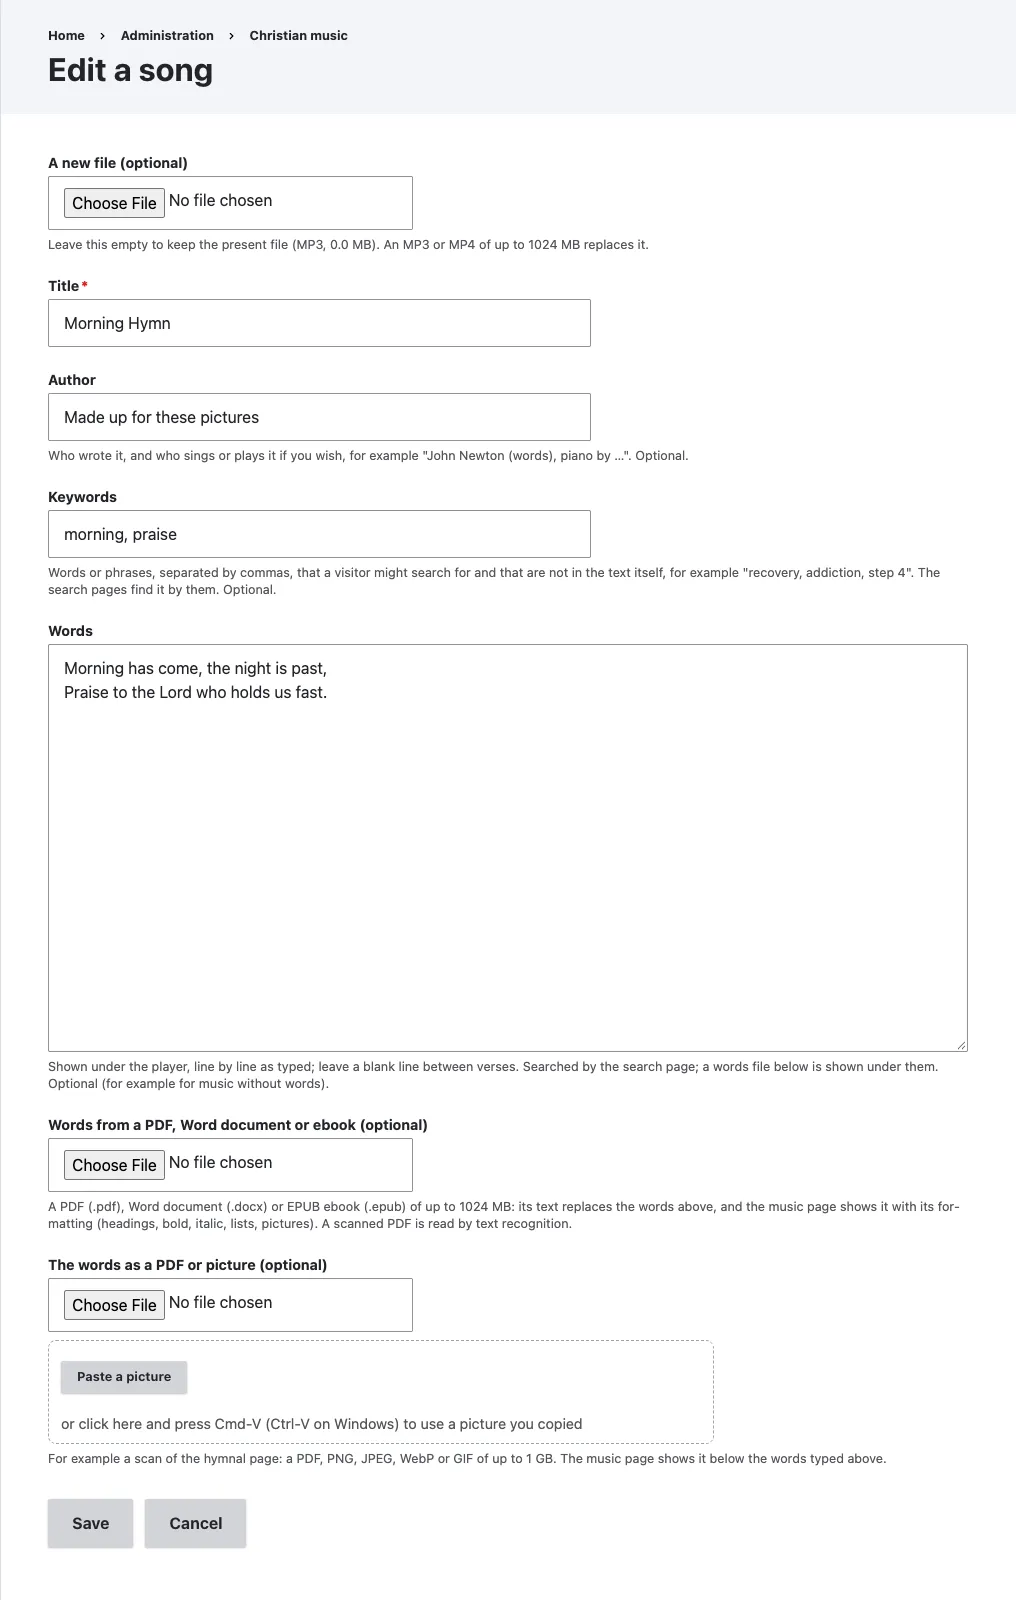 Home › Administration › Christian music
Edit a song
A new file (optional)
Choose File No file chosen
Leave this empty to keep the present file (MP3, 0.0 MB). An MP3 or MP4 of up to 1024 MB replaces it.
Title*
Morning Hymn
Author
Made up for these pictures
Who wrote it, and who sings or plays it if you wish, for example "John Newton (words), piano by ...". Optional.
Keywords
morning, praise
Words or phrases, separated by commas, that a visitor might search for and that are not in the text itself, for example "recovery, addiction, step 4". The
search pages find it by them. Optional.
Words
Morning has come, the night is past,
Praise to the Lord who holds us fast.
Shown under the player, line by line as typed; leave a blank line between verses. Searched by the search page; a words file below is shown under them.
Optional (for example for music without words).
Words from a PDF, Word document or ebook (optional)
Choose File No file chosen
A PDF (.pdf), Word document (.docx) or EPUB ebook (.epub) of up to 1024 MB: its text replaces the words above, and the music page shows it with its for-
matting (headings, bold, italic, lists, pictures). A scanned PDF is read by text recognition.
The words as a PDF or picture (optional)
Choose File No file chosen
Paste a picture
or click here and press Cmd-V (Ctrl-V on Windows) to use a picture you copied
For example a scan of the hymnal page: a PDF, PNG, JPEG, WebP or GIF of up to 1 GB. The music page shows it below the words typed above.
Save Cancel